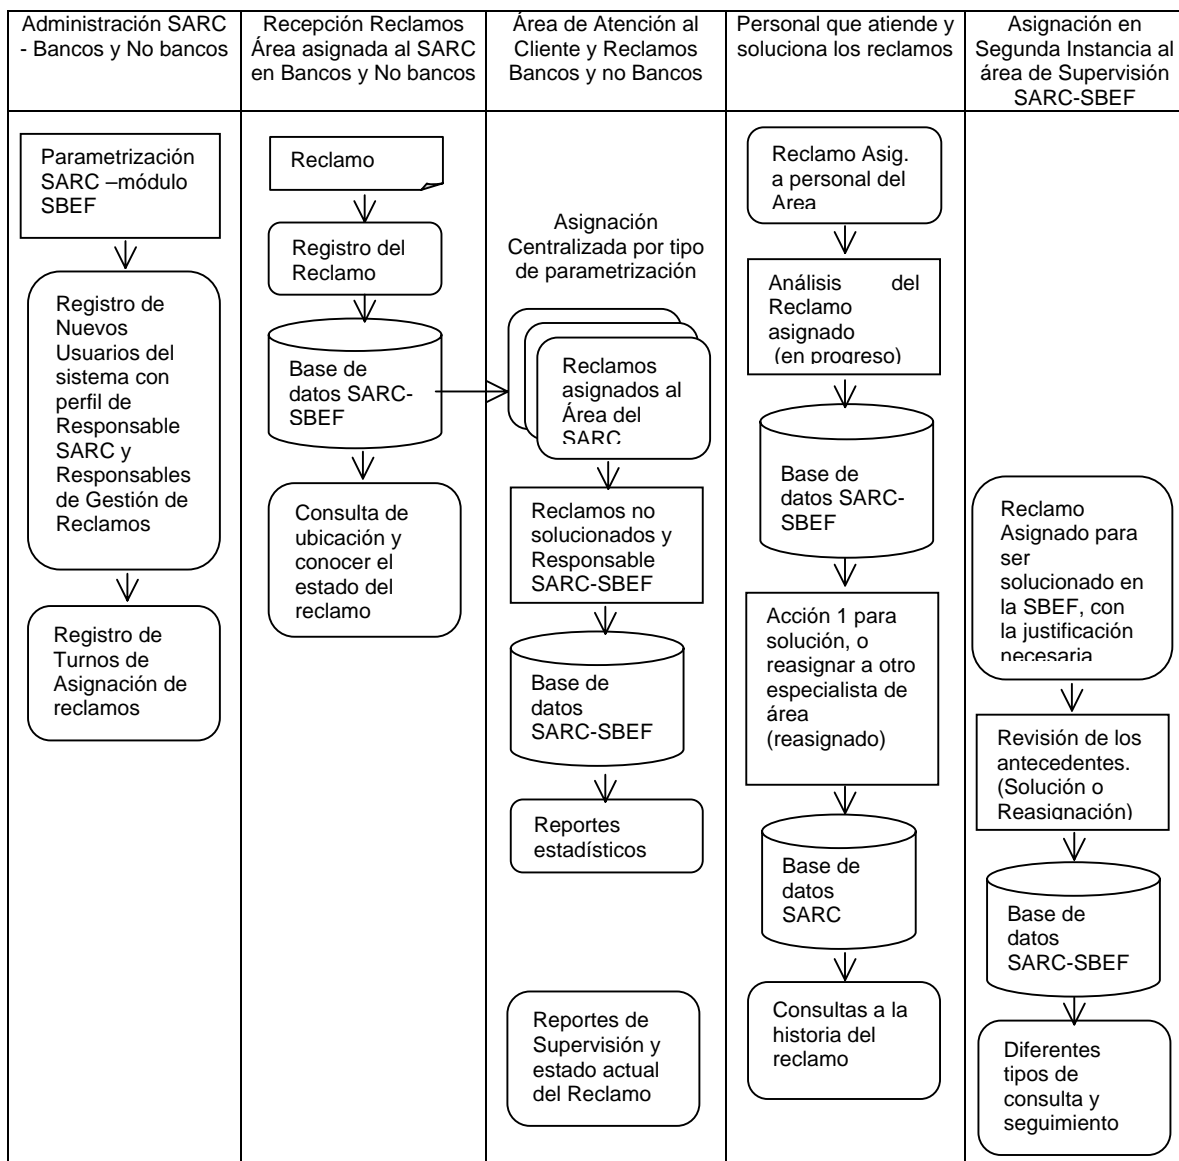 Administración SARC
- Bancos y No bancos
Recepción Reclamos
Área asignada al SARC
en Bancos y No bancos
Área de Atención al
Cliente y Reclamos
Bancos y no Bancos
Personal que atiende y
soluciona los reclamos
Asignación en
Segunda Instancia al
área de Supervisión
SARC-SBEF
Parametrización
SARC –módulo
SBEF
Registro de
Nuevos
Usuarios del
sistema con
perfil de
Responsable
SARC y
Responsables
de Gestión de
Reclamos
Registro de
Turnos de
Asignación de
reclamos
Reclamo
Registro del
Reclamo
Base de
datos SARC-
SBEF
Consulta de
ubicación y
conocer el
estado del
reclamo
Asignación
Centralizada por tipo
de parametrización
Reclamos
asignados al
Área del
SARC
Reclamos no
solucionados y
Responsable
SARC-SBEF
Base de
datos
SARC-SBEF
Reportes
estadísticos
Reportes de
Supervisión y
estado actual
del Reclamo
Reclamo Asig.
a personal del
Area
Análisis del
Reclamo
asignado
(en progreso)
Base de
datos SARC-
SBEF
Acción 1 para
solución, o
reasignar a otro
especialista de
área
(reasignado)
Base de
datos
SARC
Consultas a la
historia del
reclamo
Reclamo
Asignado para
ser
solucionado en
la SBEF, con
la justificación
necesaria
Revisión de los
antecedentes.
(Solución o
Reasignación)
Base de
datos
SARC-SBEF
Diferentes
tipos de
consulta y
seguimiento